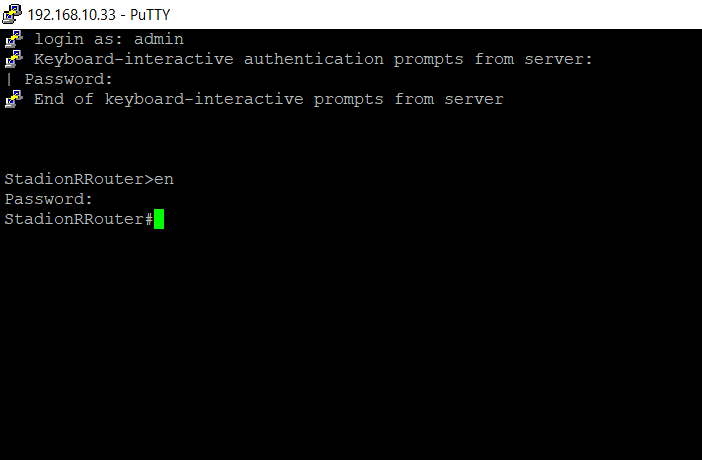 192.168.10.33 - PuTTY
login as: admin
Keyboard-interactive authentication prompts from server:
| Password:
End of keyboard-interactive prompts from server
StadionRRouter>en
Password:
StadionRRouter#